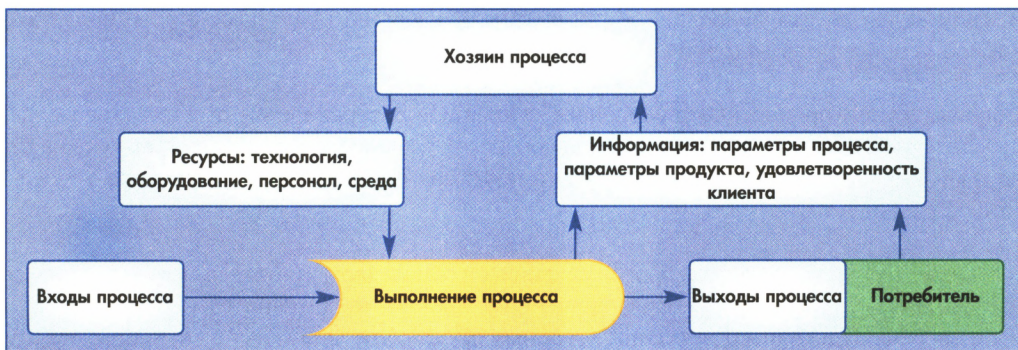 Хозяин процесса
Ресурсы: технология,
оборудование, персонал, среда
Информация: параметры процесса,
параметры продукта, удовлетворенность
клиента
Входы процесса
Выполнение процесса
Выходы процесса
Потребитель